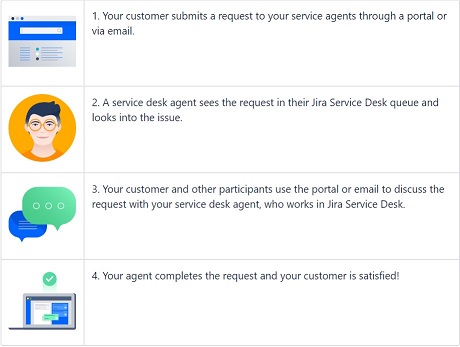 1. Your customer submits a request to your service agents through a portal or
via email.
2. A service desk agent sees the request in their Jira Service Desk queue and
looks into the issue.
3. Your customer and other participants use the portal or email to discuss the
request with your service desk agent, who works in Jira Service Desk.
4. Your agent completes the request and your customer is satisfied!